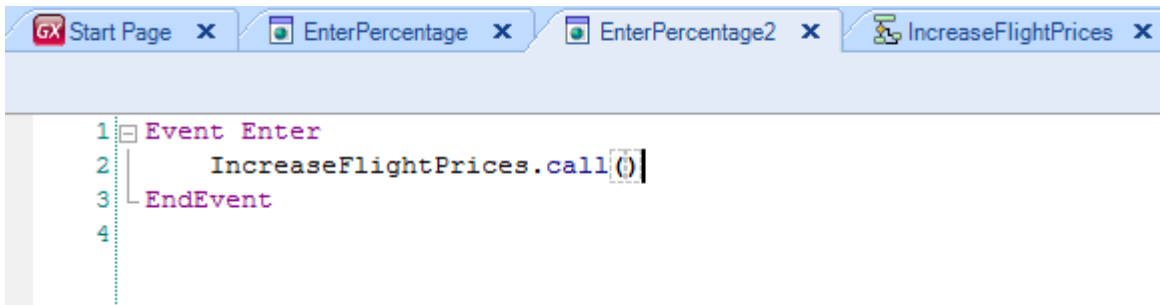 GX Start Page x EnterPercentage x EnterPercentage2 x IncreaseFlightPrices x
1 Event Enter
2 IncreaseFlightPrices.call()
3 EndEvent
4